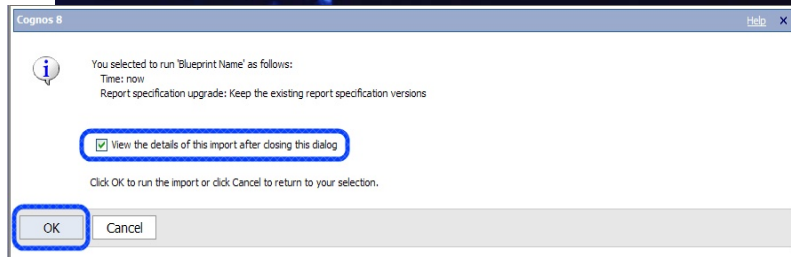 Cognos 8 Help X
You selected to run 'Blueprint Name' as follows:
Time: now
Report specification upgrade: Keep the existing report specification versions
View the details of this import after closing this dialog
Click OK to run the import or click Cancel to return to your selection.
OK Cancel